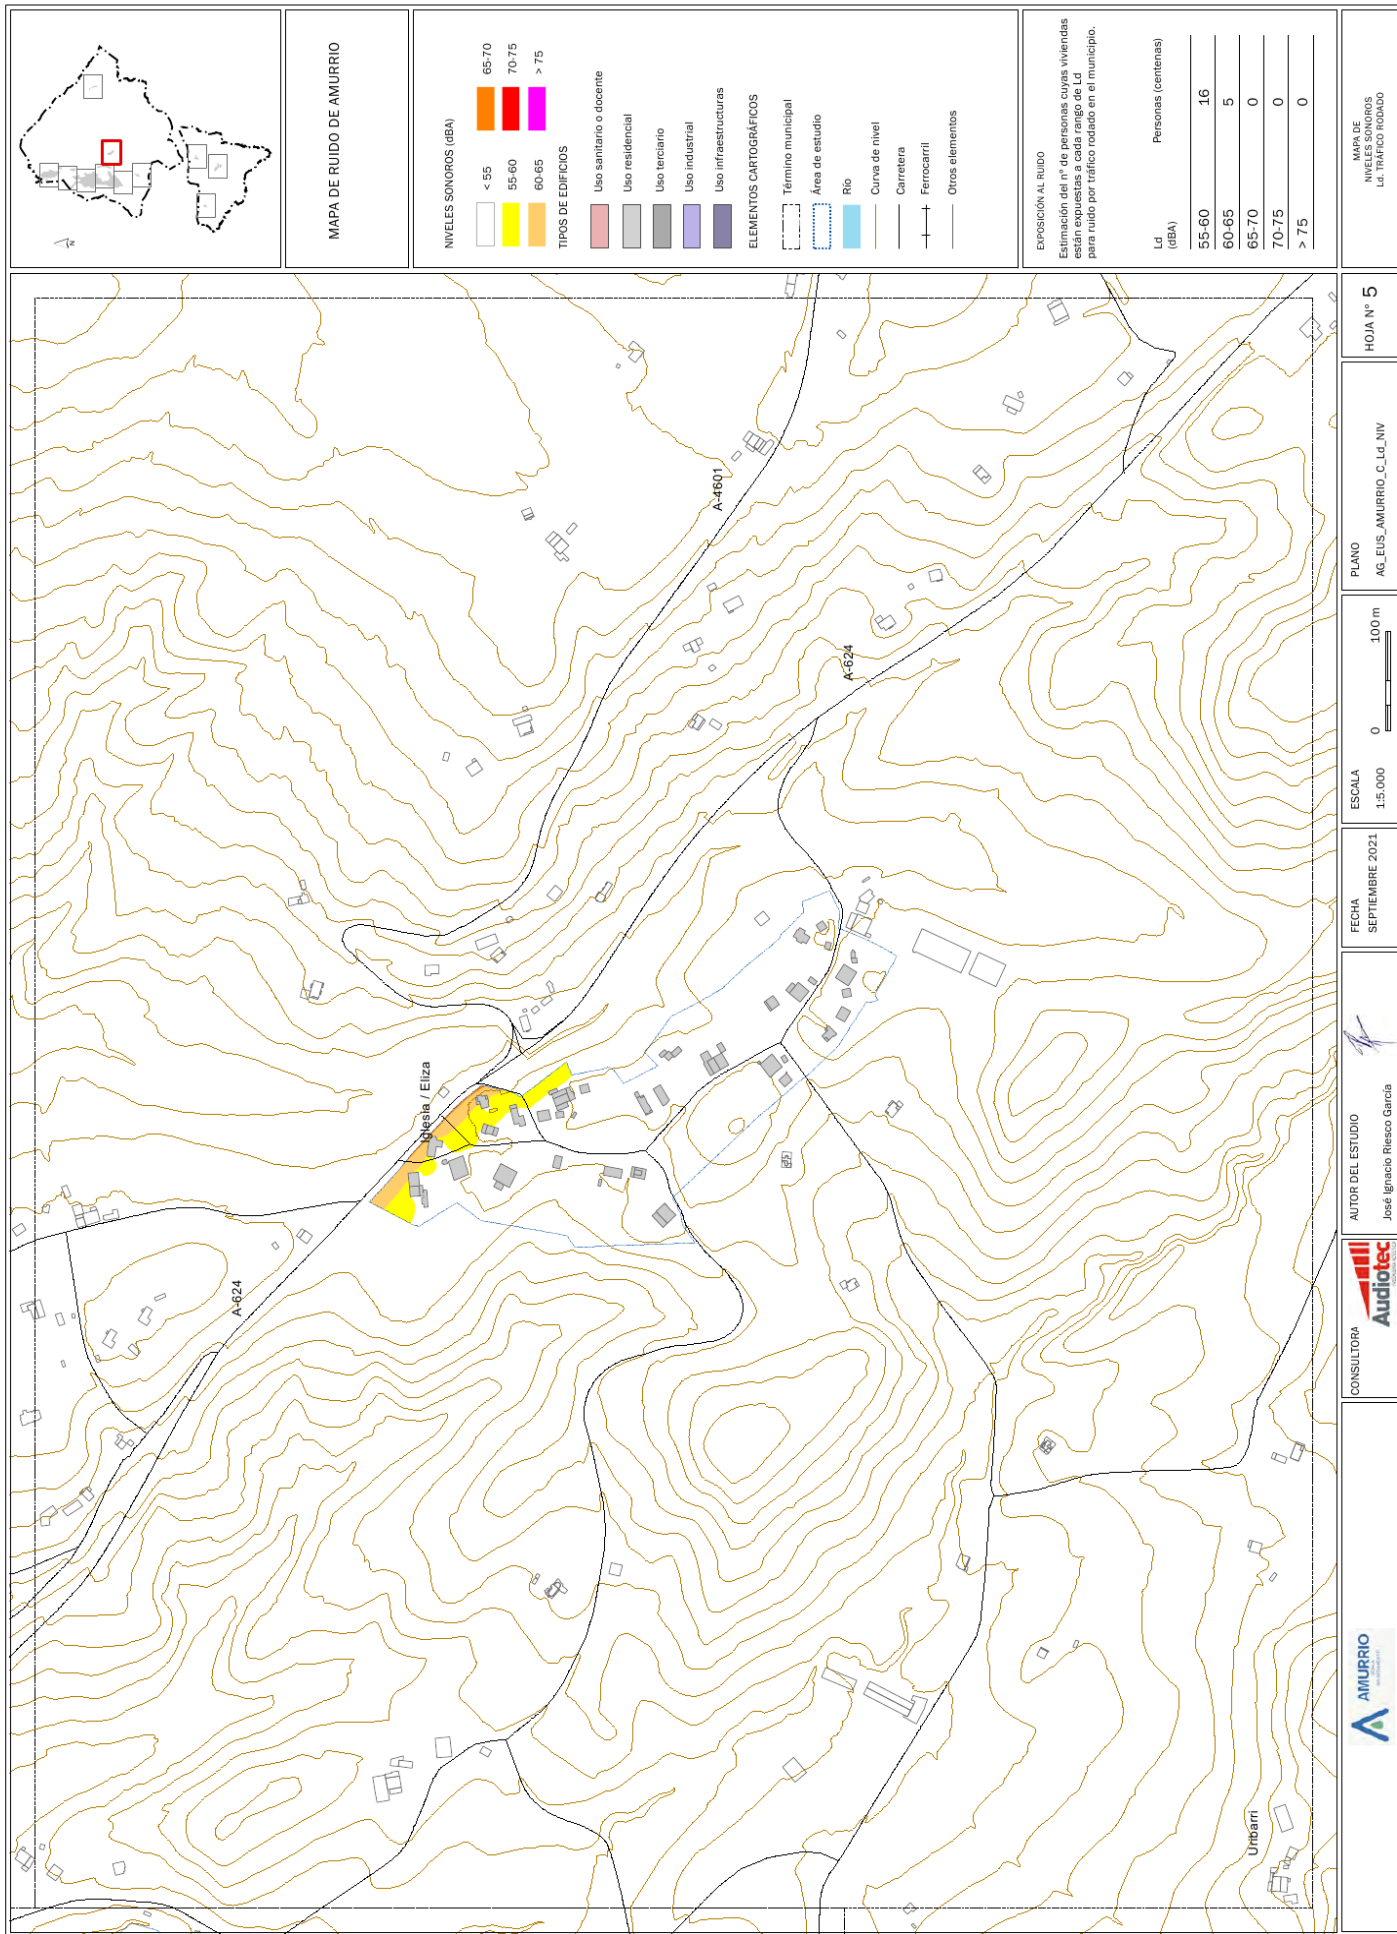 MAPA DE RUIDO DE AMURRIO
NIVELES SONOROS (dBA)
< 55
55-60
60-65
65-70
70-75
> 75
TIPOS DE EDIFICIOS
Uso sanitario o docente
Uso residencial
Uso terciario
Uso industrial
Uso infraestructuras
ELEMENTOS CARTOGRÁFICOS
Término municipal
Área de estudio
Río
Curva de nivel
Carretera
Ferrocarril
Otros elementos
EXPOSICIÓN AL RUIDO
Estimación del nº de personas cuyas viviendas
están expuestas a cada rango de Ld
para ruido por tráfico rodado en el municipio.
Ld Personas (centenas)
(dBA)
55-60 16
60-65 5
65-70 0
70-75 0
> 75 0
MAPA DE
NIVELES SONOROS
Ld. TRÁFICO RODADO
A-4601
A-624
Iglesia / Eliza
A-624
Uribarri
AMURRIO
CONSULTORA
Audiotec
AUTOR DEL ESTUDIO
José Ignacio Riesco García
FECHA
SEPTIEMBRE 2021
ESCALA
1:5.000
0 100 m
PLANO
AG_EUS_AMURRIO_C_Ld_NIV
HOJA Nº 5